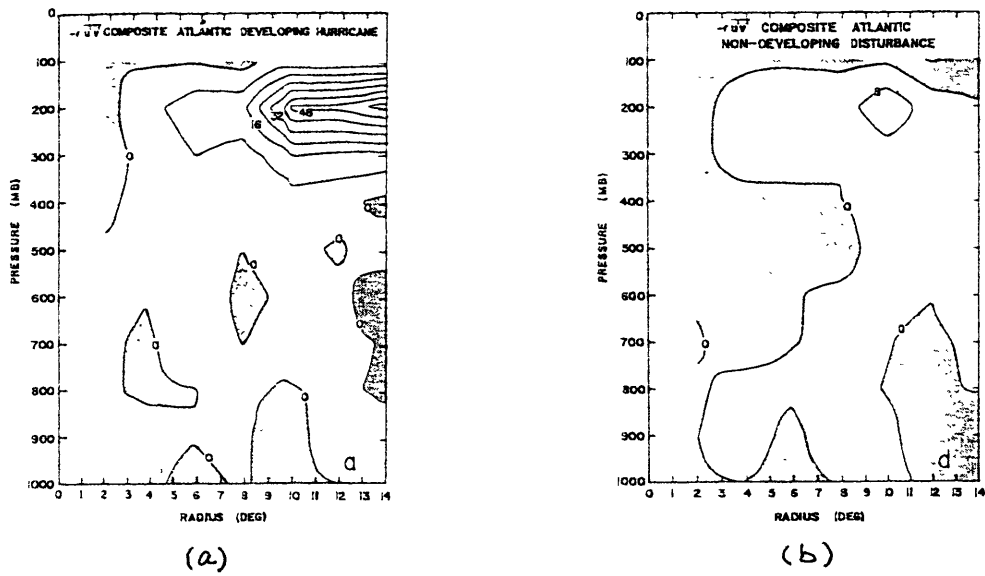 -r u'v' COMPOSITE ATLANTIC DEVELOPING HURRICANE
0
100
200
300
400
500
600
700
800
900
1000
PRESSURE (MB)
16
32
48
0
0
0
0
0
0
0
0
a
0 1 2 3 4 5 6 7 8 9 10 11 12 13 14
RADIUS (DEG)
(a)
-r u'v' COMPOSITE ATLANTIC
NON-DEVELOPING DISTURBANCE
0
100
200
300
400
500
600
700
800
900
1000
PRESSURE (MB)
8
0
0
0
d
0 1 2 3 4 5 6 7 8 9 10 11 12 13 14
RADIUS (DEG)
(b)